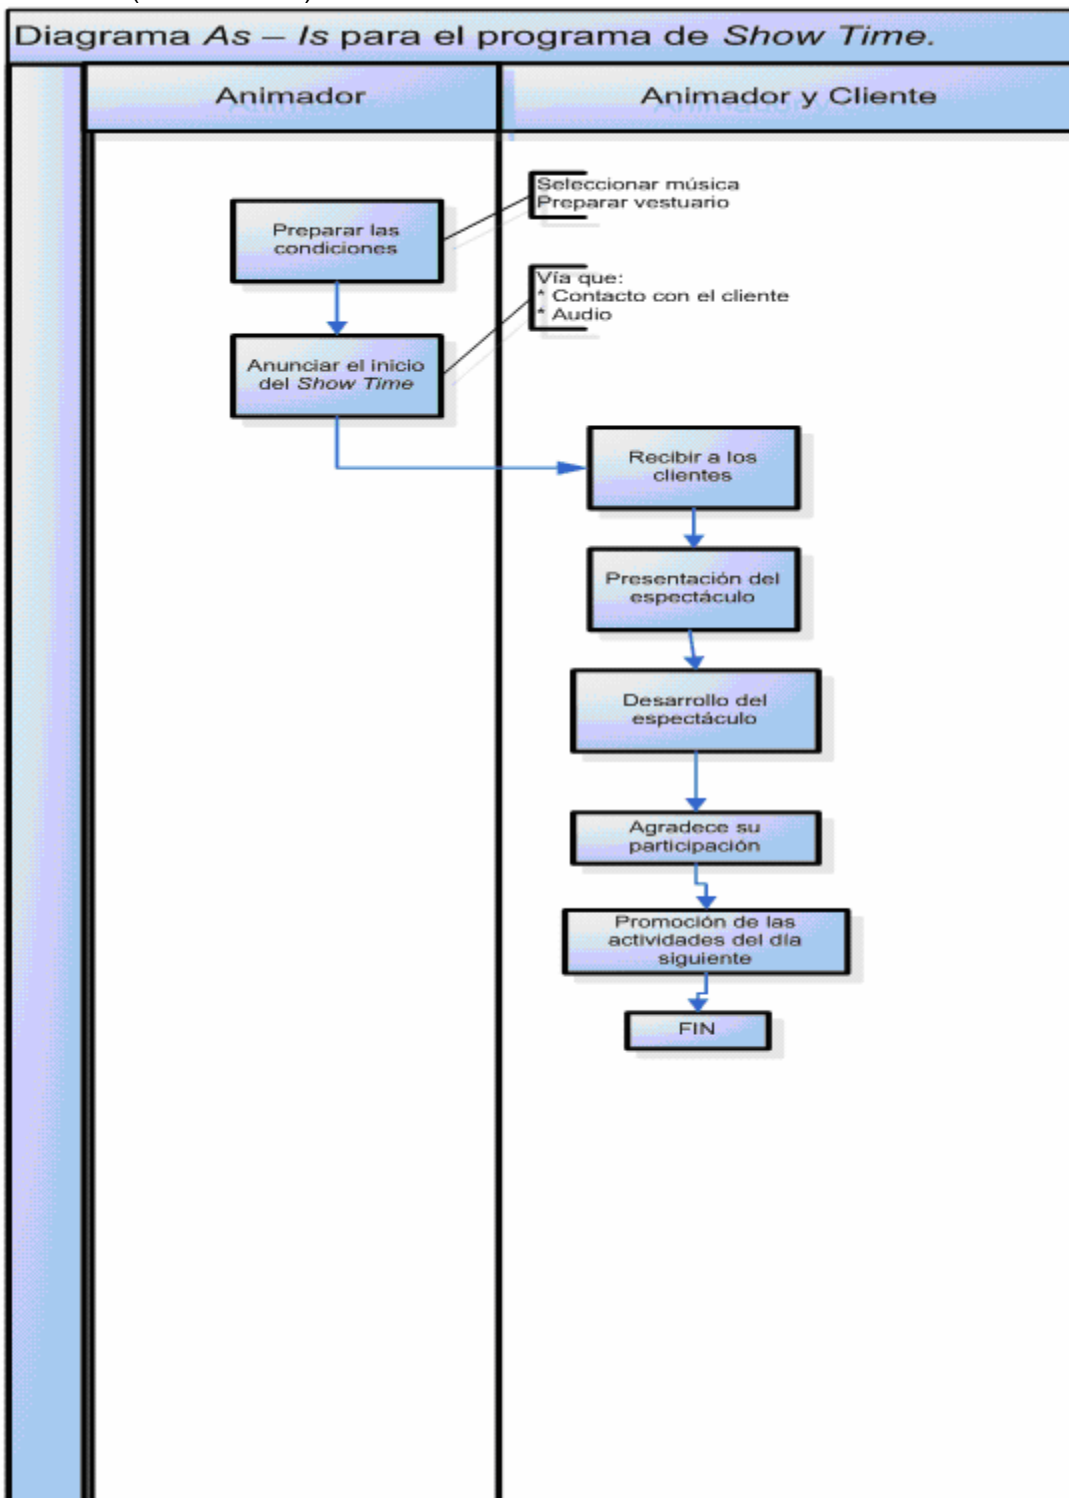 Diagrama As – Is para el programa de Show Time.
Animador
Animador y Cliente
Seleccionar música
Preparar vestuario
Preparar las
condiciones
Vía que:
* Contacto con el cliente
* Audio
Anunciar el inicio
del Show Time
Recibir a los
clientes
Presentación del
espectáculo
Desarrollo del
espectáculo
Agradece su
participación
Promoción de las
actividades del día
siguiente
FIN